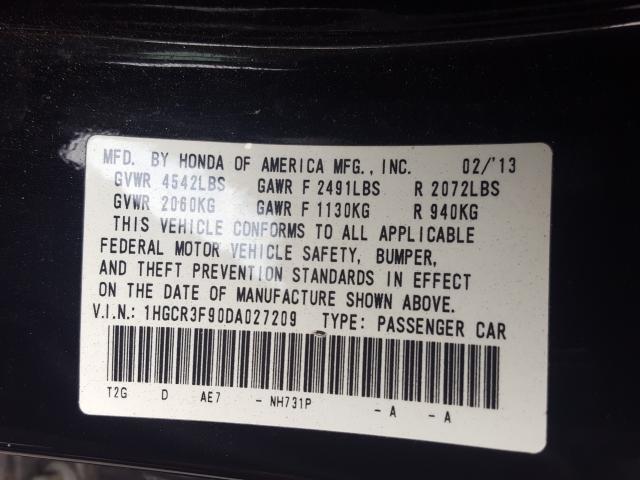 MFD. BY HONDA OF AMERICA MFG., INC. 02/'13
GVWR 4542LBS GAWR F 2491LBS R 2072LBS
GVWR 2060KG GAWR F 1130KG R 940KG
THIS VEHICLE CONFORMS TO ALL APPLICABLE
FEDERAL MOTOR VEHICLE SAFETY, BUMPER,
AND THEFT PREVENTION STANDARDS IN EFFECT
ON THE DATE OF MANUFACTURE SHOWN ABOVE.
V.I.N.: 1HGCR3F90DA027209 TYPE: PASSENGER CAR
T2G D AE7 - NH731P - A - A